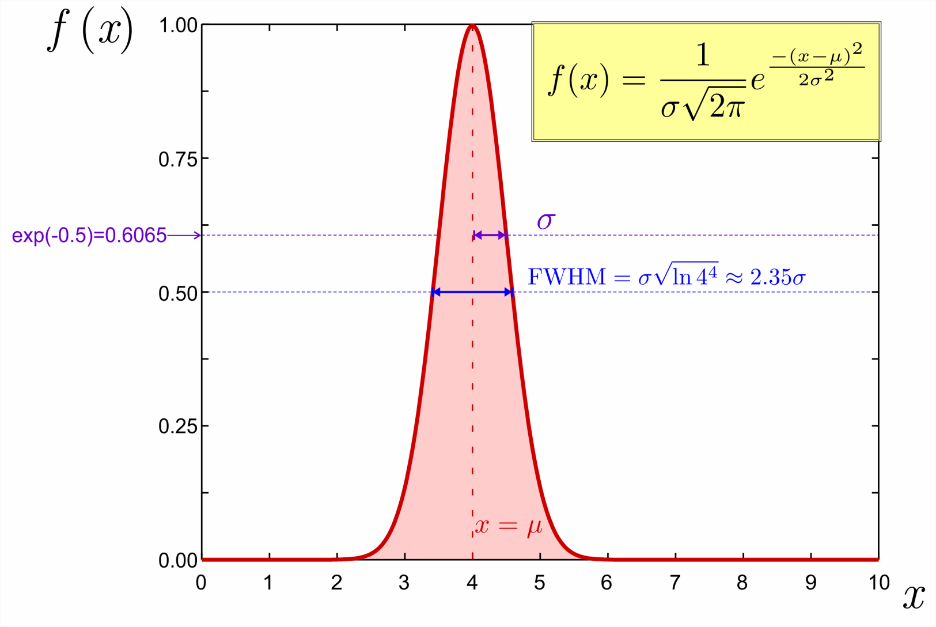 f (x)
1.00
f(x) = 1/(σ√2π) e^(−(x−μ)²/2σ²)
0.75
exp(-0.5)=0.6065
σ
FWHM = σ√ln 4⁴ ≈ 2.35σ
0.50
0.25
x = μ
0.00
0 1 2 3 4 5 6 7 8 9 10
x